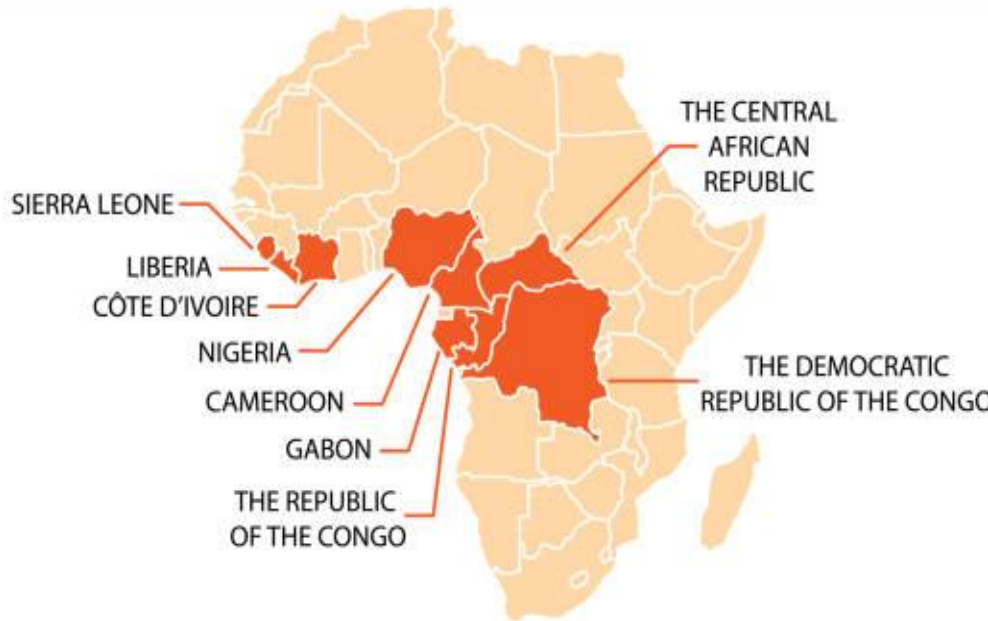 THE CENTRAL
AFRICAN
REPUBLIC
SIERRA LEONE
LIBERIA
CÔTE D'IVOIRE
NIGERIA
CAMEROON
GABON
THE REPUBLIC
OF THE CONGO
THE DEMOCRATIC
REPUBLIC OF THE CONGO